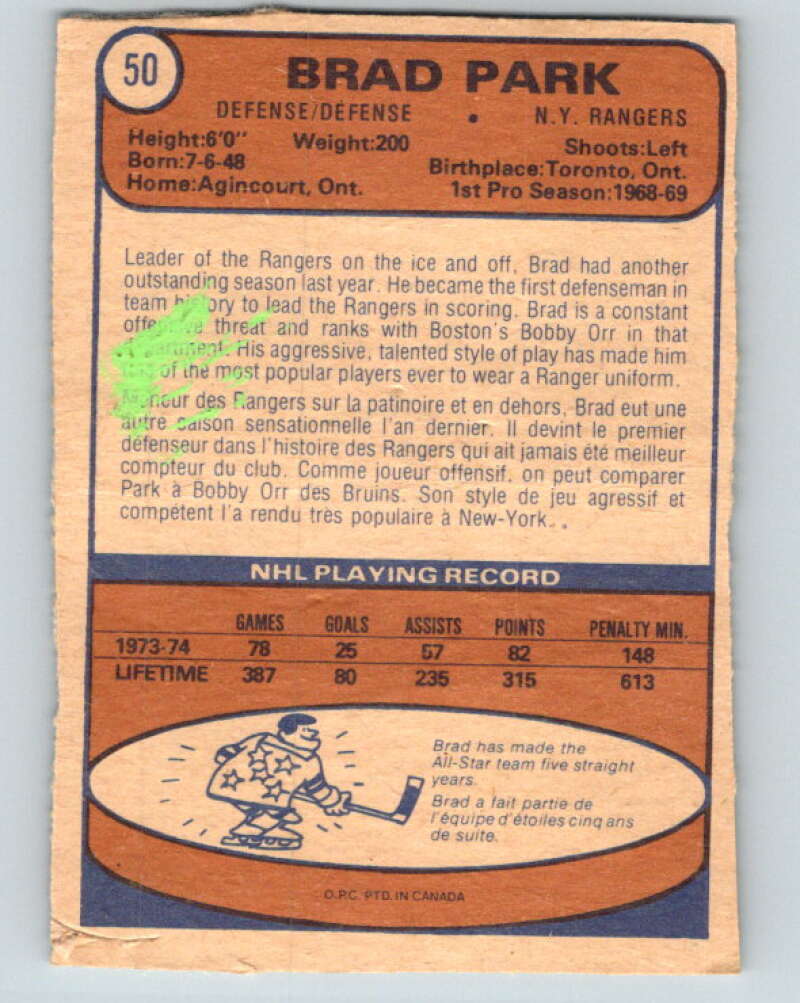 50
BRAD PARK
DEFENSE/DÉFENSE • N.Y. RANGERS
Height:6'0" Weight:200 Shoots:Left
Born:7-6-48 Birthplace:Toronto, Ont.
Home:Agincourt, Ont. 1st Pro Season:1968-69
Leader of the Rangers on the ice and off, Brad had another
outstanding season last year. He became the first defenseman in
team history to lead the Rangers in scoring. Brad is a constant
offensive threat and ranks with Boston's Bobby Orr in that
department. His aggressive, talented style of play has made him
of the most popular players ever to wear a Ranger uniform.
Meneur des Rangers sur la patinoire et en dehors, Brad eut une
autre saison sensationnelle l'an dernier. Il devint le premier
défenseur dans l'histoire des Rangers qui ait jamais été meilleur
compteur du club. Comme joueur offensif, on peut comparer
Park à Bobby Orr des Bruins. Son style de jeu agressif et
compétent l'a rendu très populaire à New-York.
NHL PLAYING RECORD
GAMES GOALS ASSISTS POINTS PENALTY MIN.
1973-74 78 25 57 82 148
LIFETIME 387 80 235 315 613
Brad has made the
All-Star team five straight
years.
Brad a fait partie de
l'équipe d'étoiles cinq ans
de suite.
O.P.C. PTD. IN CANADA